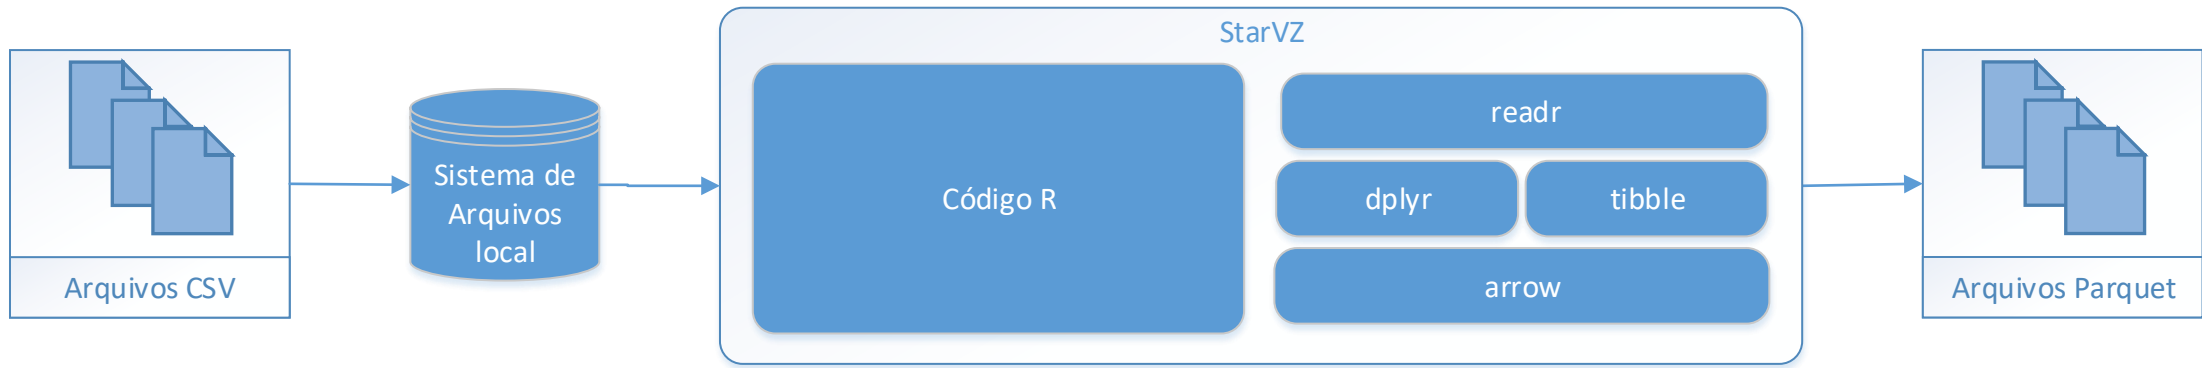 StarVZ
Arquivos CSV
Sistema de
Arquivos
local
Código R
readr
dplyr
tibble
arrow
Arquivos Parquet